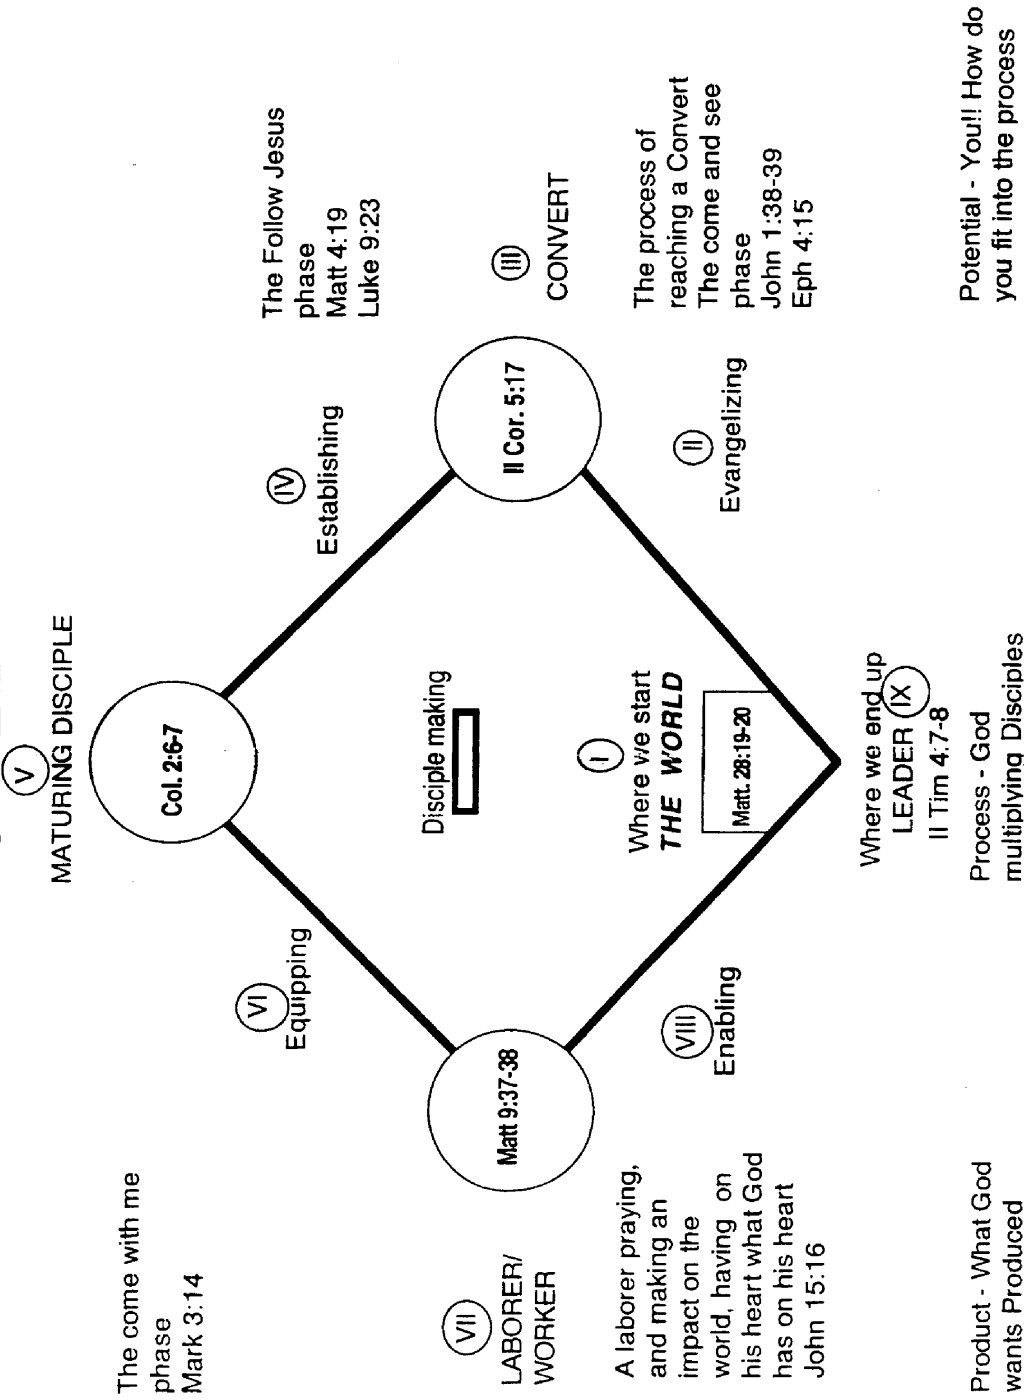 V
MATURING DISCIPLE
The come with me
phase
Mark 3:14
Col. 2:6-7
The Follow Jesus
phase
Matt 4:19
Luke 9:23
VI
Equipping
IV
Establishing
VII
LABORER/
WORKER
Matt 9:37-38
Disciple making
II Cor. 5:17
III
CONVERT
I
Where we start
THE WORLD
Matt. 28:19-20
A laborer praying,
and making an
impact on the
world, having on
his heart what God
has on his heart
John 15:16
VIII
Enabling
II
Evangelizing
The process of
reaching a Convert
The come and see
phase
John 1:38-39
Eph 4:15
Where we end up
LEADER IX
II Tim 4:7-8
Product - What God
wants Produced
Process - God
multiplying Disciples
Potential - You!! How do
you fit into the process